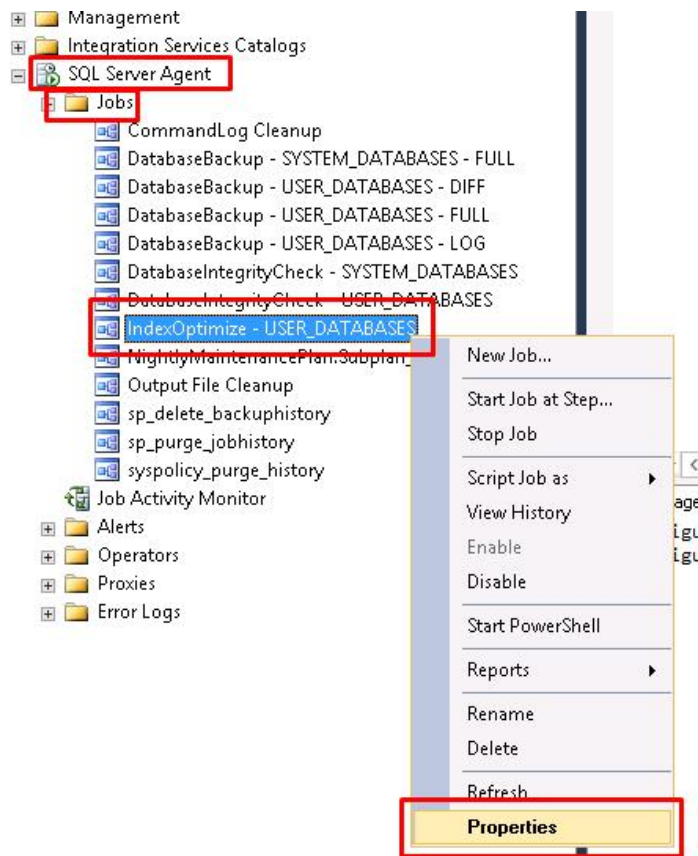 Management
Integration Services Catalogs
SQL Server Agent
Jobs
CommandLog Cleanup
DatabaseBackup - SYSTEM_DATABASES - FULL
DatabaseBackup - USER_DATABASES - DIFF
DatabaseBackup - USER_DATABASES - FULL
DatabaseBackup - USER_DATABASES - LOG
DatabaseIntegrityCheck - SYSTEM_DATABASES
DatabaseIntegrityCheck - USER_DATABASES
IndexOptimize - USER_DATABASES
NightlyMaintenancePlan.Subplan_
Output File Cleanup
sp_delete_backuphistory
sp_purge_jobhistory
syspolicy_purge_history
Job Activity Monitor
Alerts
Operators
Proxies
Error Logs
New Job...
Start Job at Step...
Stop Job
Script Job as
View History
Enable
Disable
Start PowerShell
Reports
Rename
Delete
Refresh
Properties